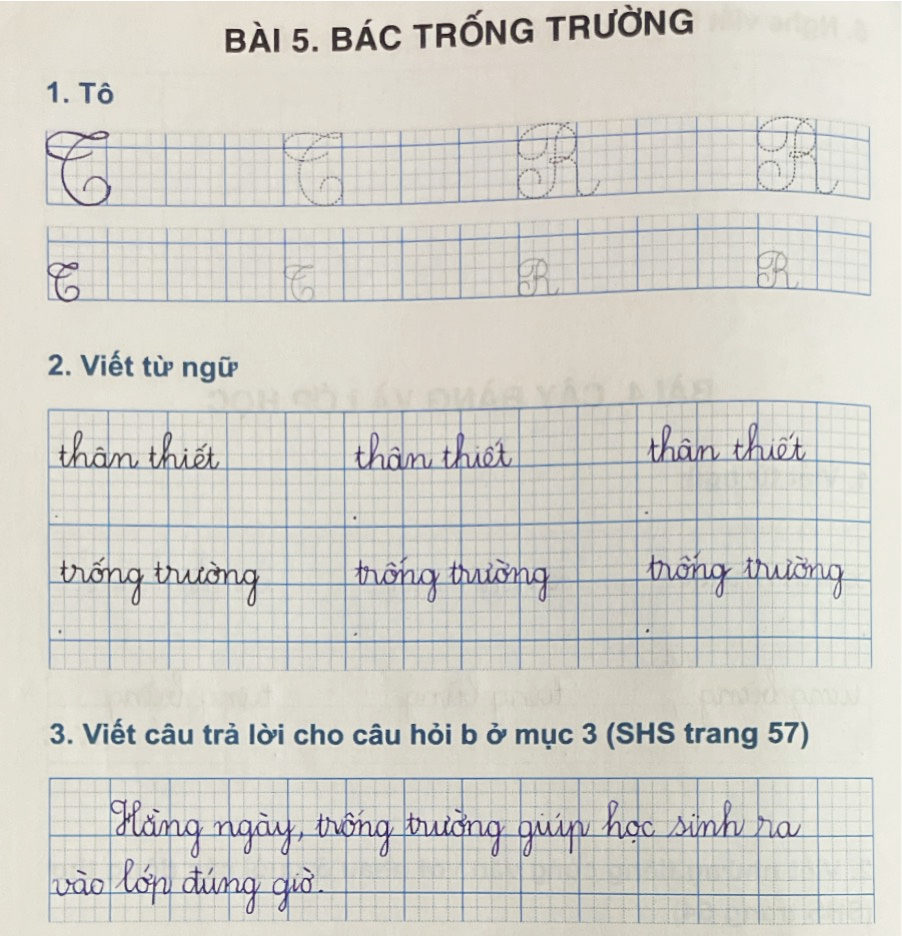 BÀI 5. BÁC TRỐNG TRƯỜNG
1. Tô
T T R R
T T R R
2. Viết từ ngữ
thân thiết thân thiết thân thiết
trống trường trống trường trống trường
3. Viết câu trả lời cho câu hỏi b ở mục 3 (SHS trang 57)
Hằng ngày, trống trường giúp học sinh ra
vào lớp đúng giờ.